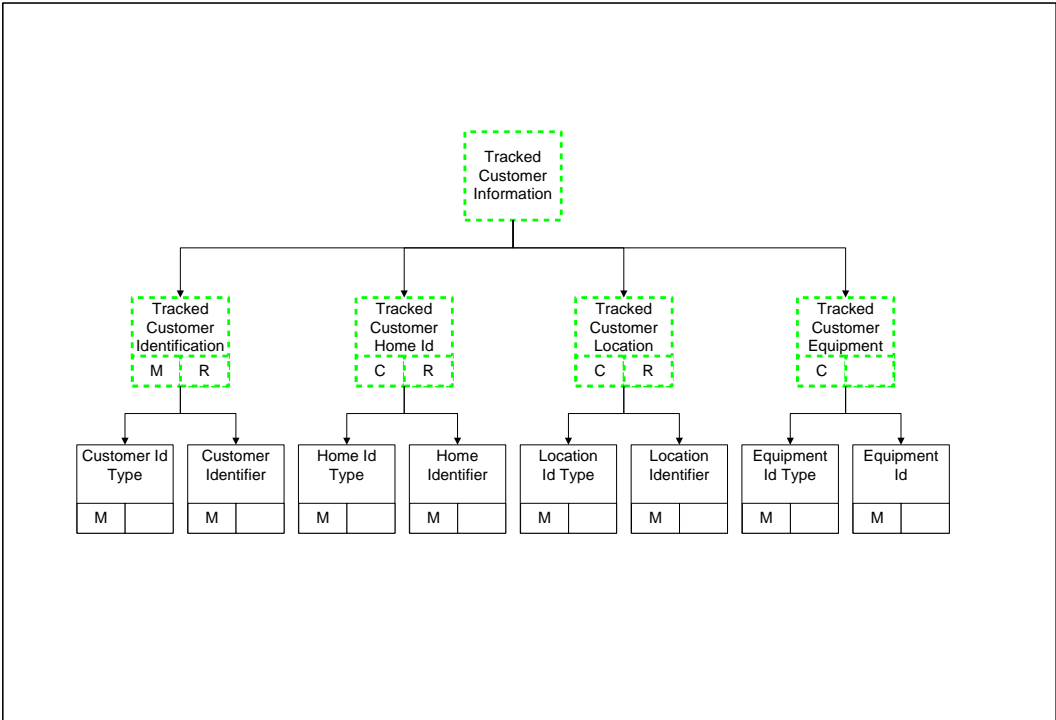 Tracked
Customer
Information
Tracked
Customer
Identification
M R
Tracked
Customer
Home Id
C R
Tracked
Customer
Location
C R
Tracked
Customer
Equipment
C
Customer Id
Type
M
Customer
Identifier
M
Home Id
Type
M
Home
Identifier
M
Location
Id Type
M
Location
Identifier
M
Equipment
Id Type
M
Equipment
Id
M